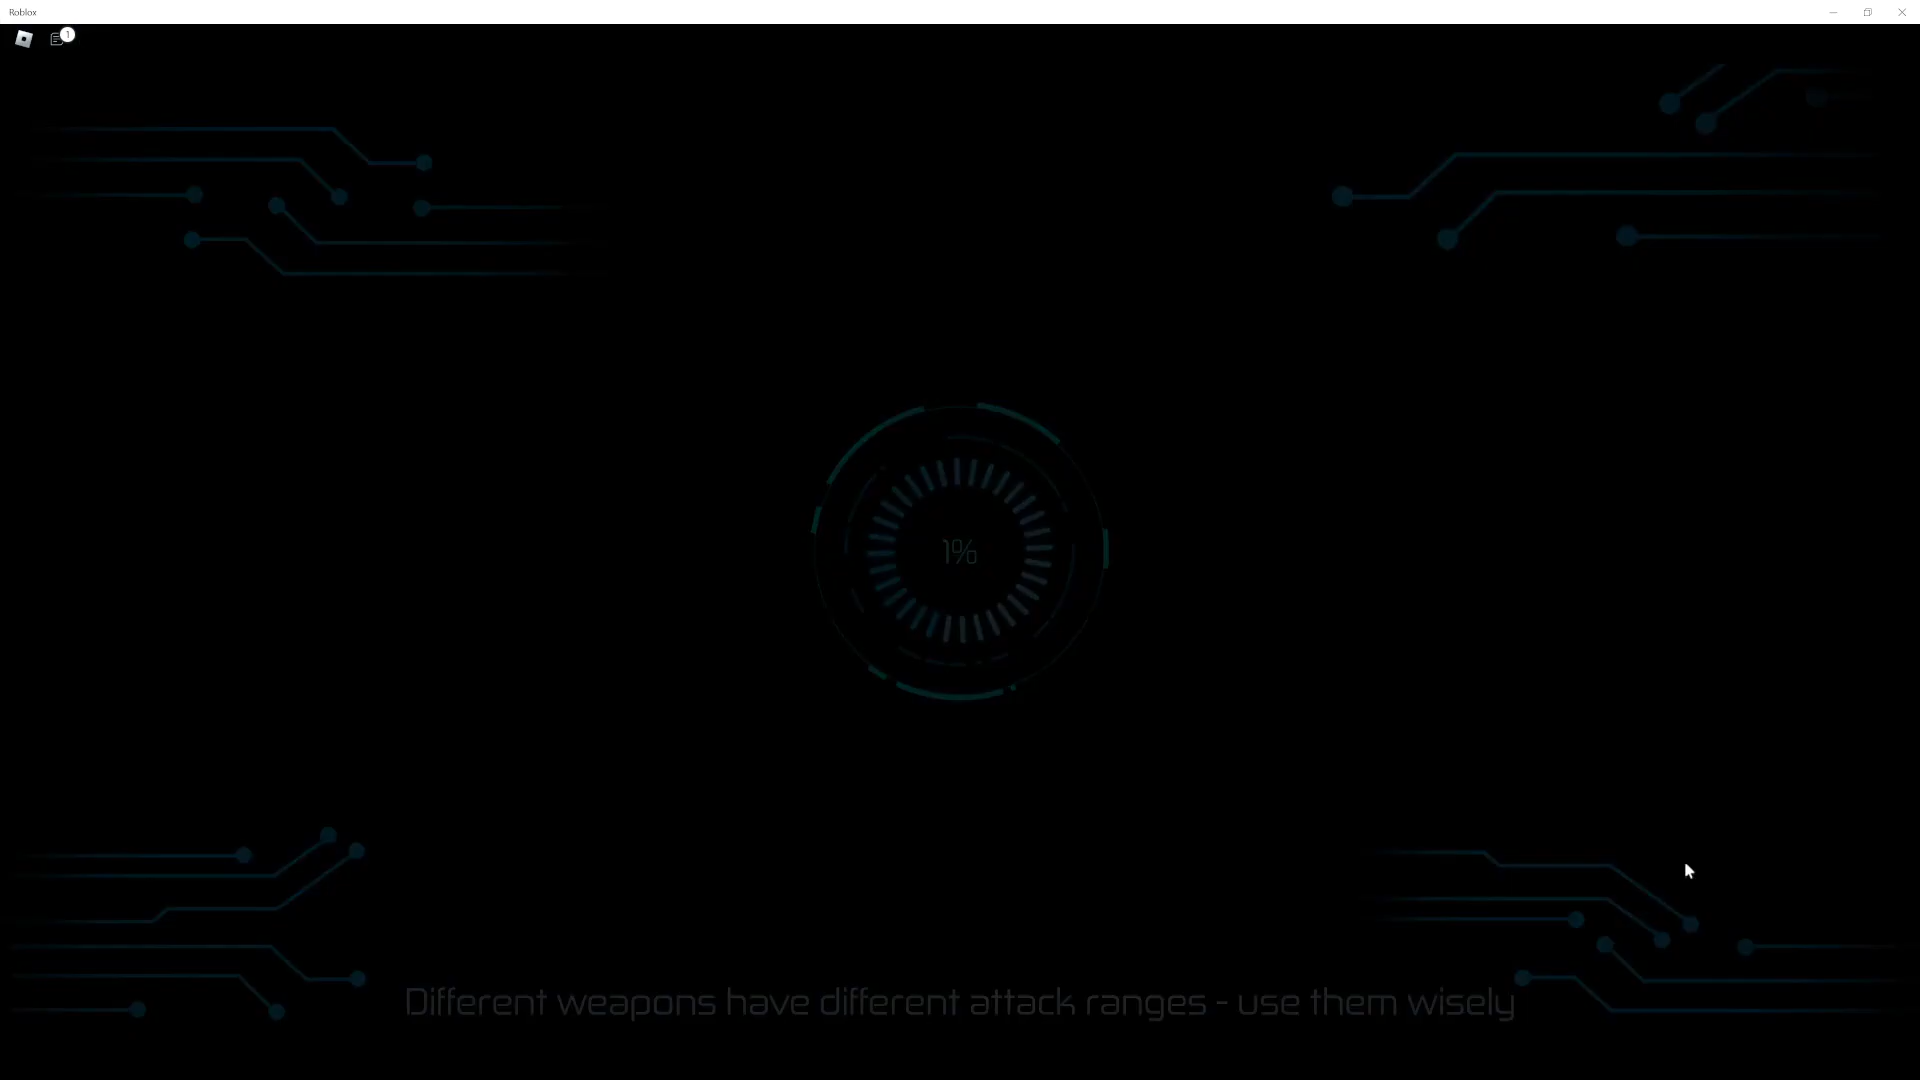 Roblox
1
1%
Different weapons have different attack ranges - use them wisely